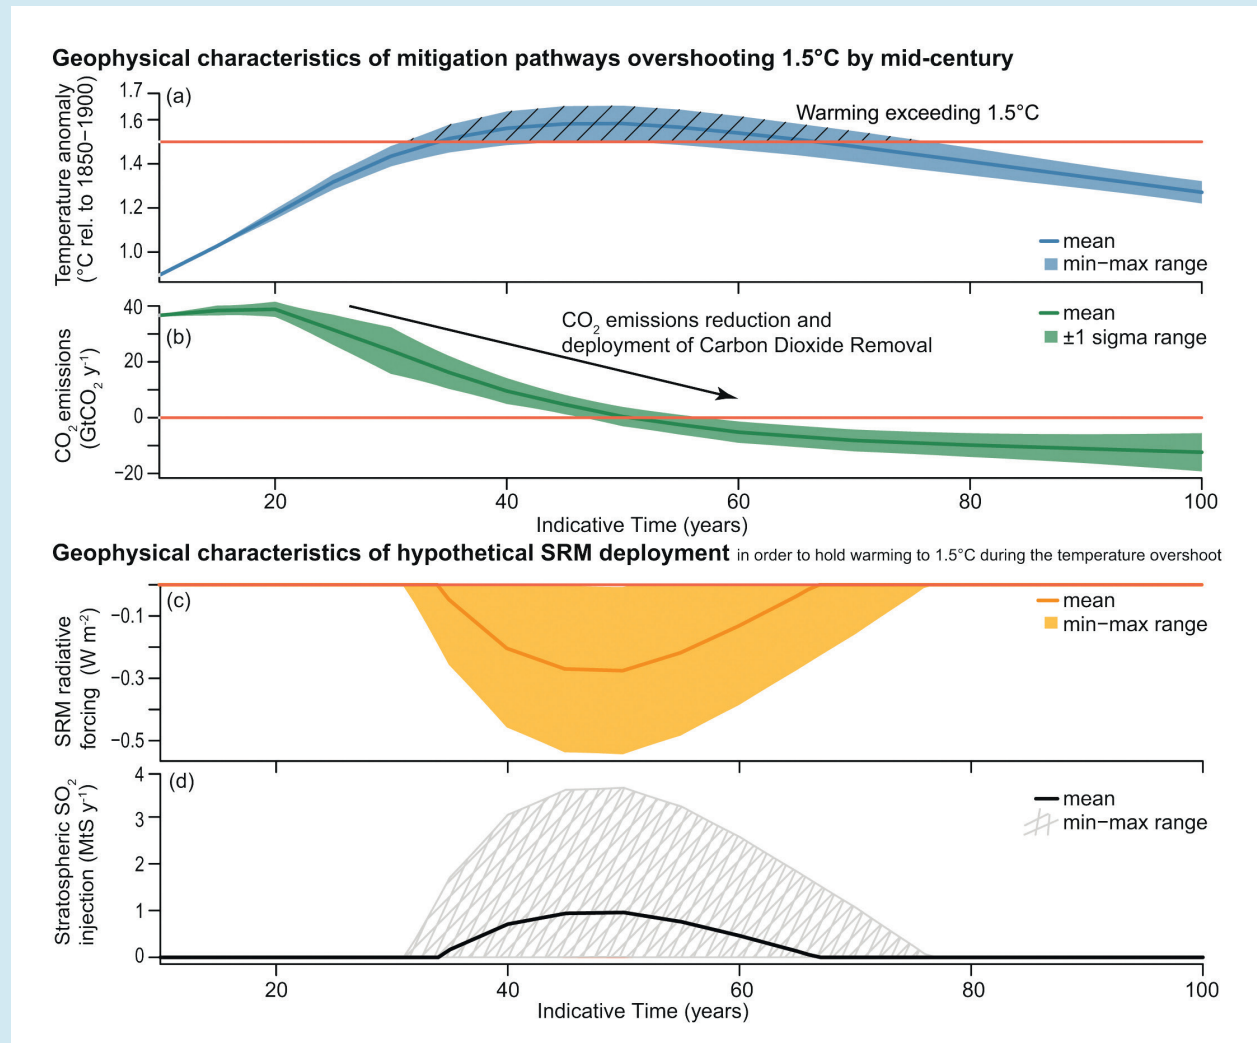 Geophysical characteristics of mitigation pathways overshooting 1.5°C by mid-century
(a)
Temperature anomaly
(°C rel. to 1850–1900)
1.7
1.6
1.4
1.2
1.0
Warming exceeding 1.5°C
mean
min–max range
(b)
CO₂ emissions
(GtCO₂ y⁻¹)
40
20
0
−20
CO₂ emissions reduction and
deployment of Carbon Dioxide Removal
mean
±1 sigma range
20 40 60 80 100
Indicative Time (years)
Geophysical characteristics of hypothetical SRM deployment in order to hold warming to 1.5°C during the temperature overshoot
(c)
SRM radiative
forcing (W m⁻²)
−0.1
−0.3
−0.5
mean
min–max range
(d)
Stratospheric SO₂
injection (MtS y⁻¹)
4
3
2
1
0
mean
min–max range
20 40 60 80 100
Indicative Time (years)